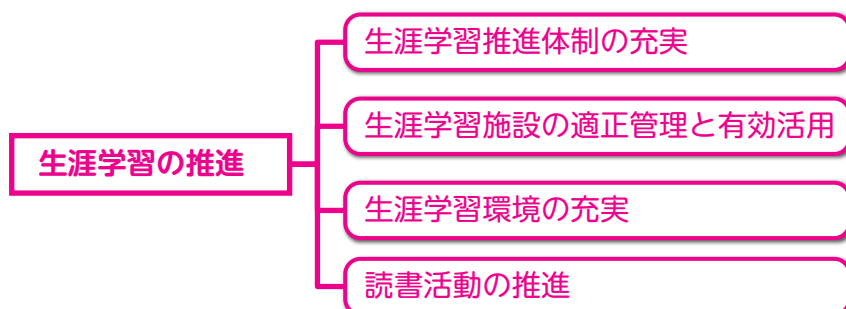 生涯学習の推進
生涯学習推進体制の充実
生涯学習施設の適正管理と有効活用
生涯学習環境の充実
読書活動の推進